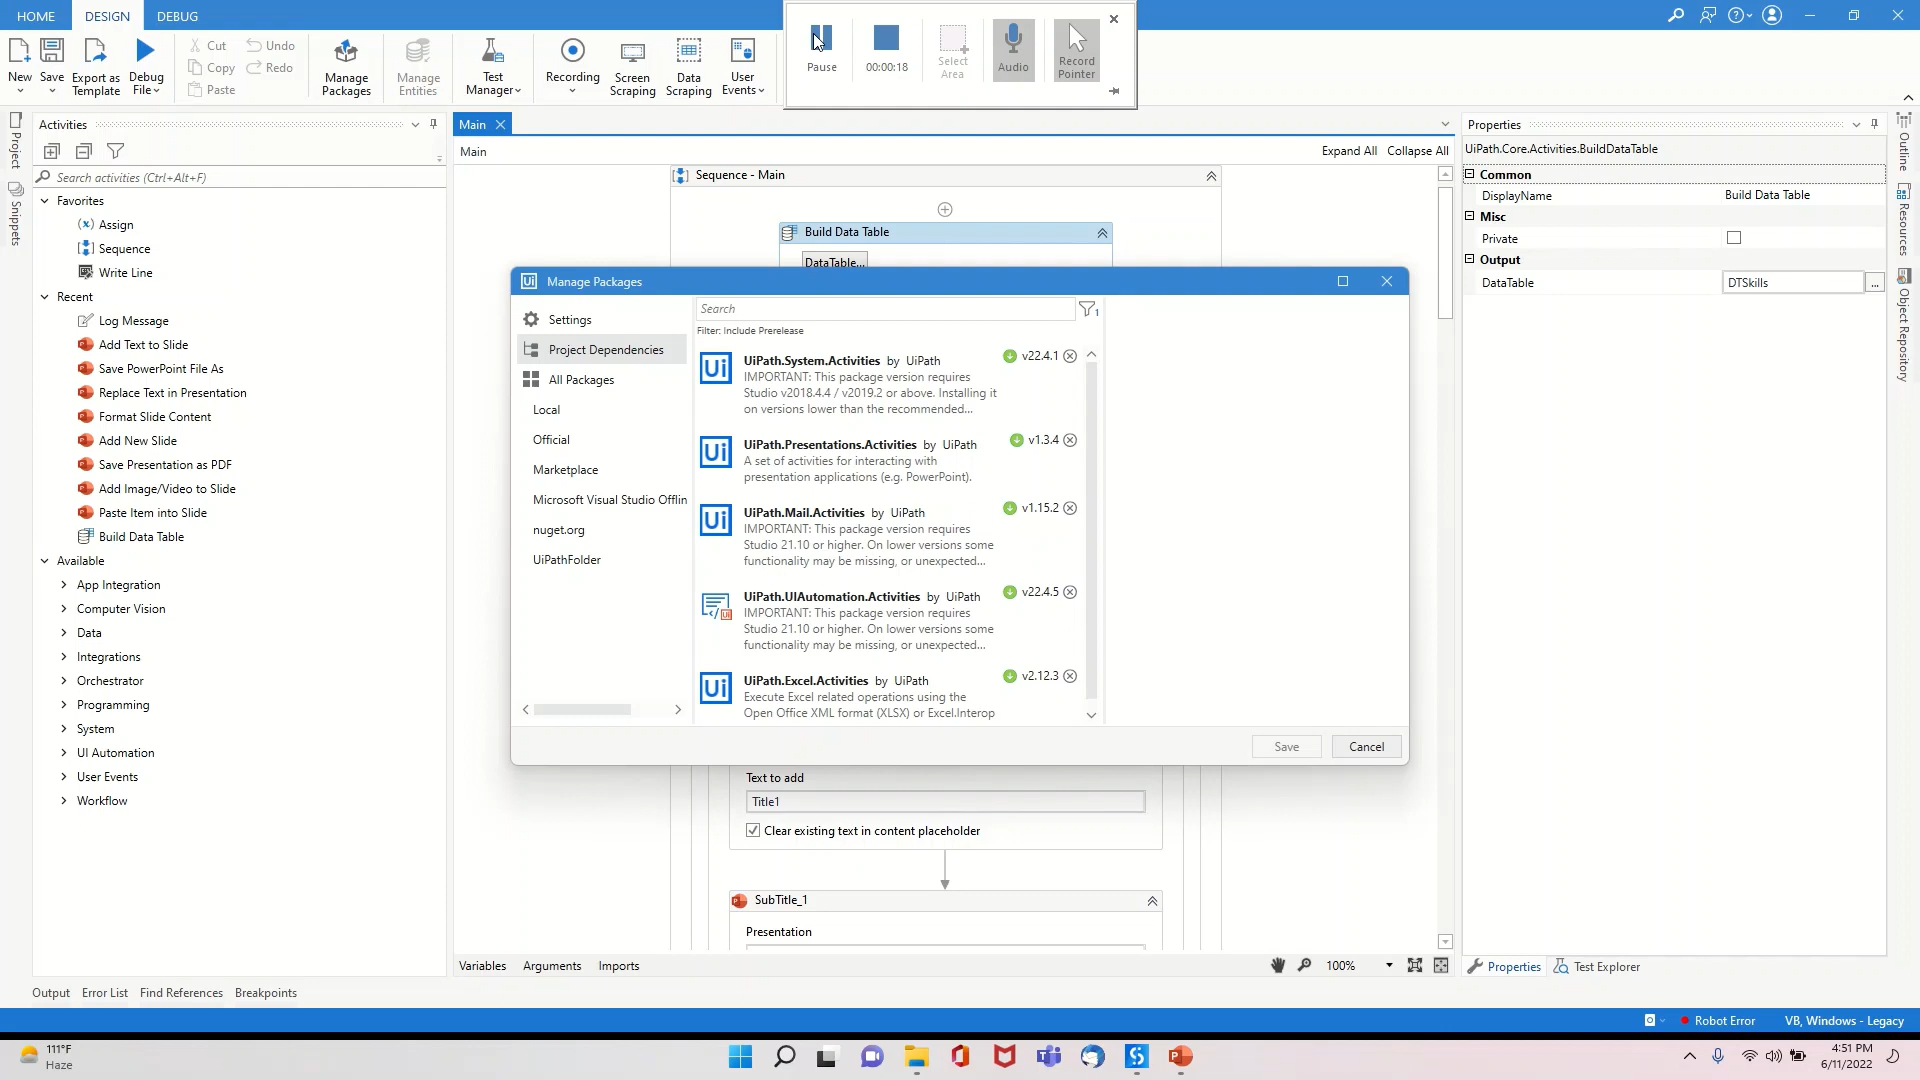 HOME
DESIGN
DEBUG
New
Save
Export as
Template
Debug
File
Cut
Copy
Paste
Undo
Redo
Manage
Packages
Manage
Entities
Test
Manager
Recording
Screen
Scraping
Data
Scraping
User
Events
Pause
00:00:18
Select
Area
Audio
Record
Pointer
Project
Snippets
Activities
Search activities (Ctrl+Alt+F)
Favorites
Assign
Sequence
Write Line
Recent
Log Message
Add Text to Slide
Save PowerPoint File As
Replace Text in Presentation
Format Slide Content
Add New Slide
Save Presentation as PDF
Add Image/Video to Slide
Paste Item into Slide
Build Data Table
Available
App Integration
Computer Vision
Data
Integrations
Orchestrator
Programming
System
UI Automation
User Events
Workflow
Main
Main
Expand All Collapse All
Sequence - Main
Build Data Table
DataTable...
Ui Manage Packages
Settings
Project Dependencies
All Packages
Local
Official
Marketplace
Microsoft Visual Studio Offlin
nuget.org
UiPathFolder
Search
1
Filter: Include Prerelease
Ui
UiPath.System.Activities by UiPath
v22.4.1
IMPORTANT: This package version requires
Studio v2018.4.4 / v2019.2 or above. Installing it
on versions lower than the recommended...
Ui
UiPath.Presentations.Activities by UiPath
v1.3.4
A set of activities for interacting with
presentation applications (e.g. PowerPoint).
Ui
UiPath.Mail.Activities by UiPath
v1.15.2
IMPORTANT: This package version requires
Studio 21.10 or higher. On lower versions some
functionality may be missing, or unexpected...
UiPath.UIAutomation.Activities by UiPath
v22.4.5
IMPORTANT: This package version requires
Studio 21.10 or higher. On lower versions some
functionality may be missing, or unexpected...
Ui
UiPath.Excel.Activities by UiPath
v2.12.3
Execute Excel related operations using the
Open Office XML format (XLSX) or Excel.Interop
Save
Cancel
Text to add
Title1
Clear existing text in content placeholder
SubTitle_1
Presentation
Variables
Arguments
Imports
100%
Properties
UiPath.Core.Activities.BuildDataTable
Common
DisplayName
Build Data Table
Misc
Private
Output
DataTable
DTSkills
...
Outline
Resources
Object Repository
Properties
Test Explorer
Output
Error List
Find References
Breakpoints
Robot Error
VB, Windows - Legacy
111°F
Haze
4:51 PM
6/11/2022